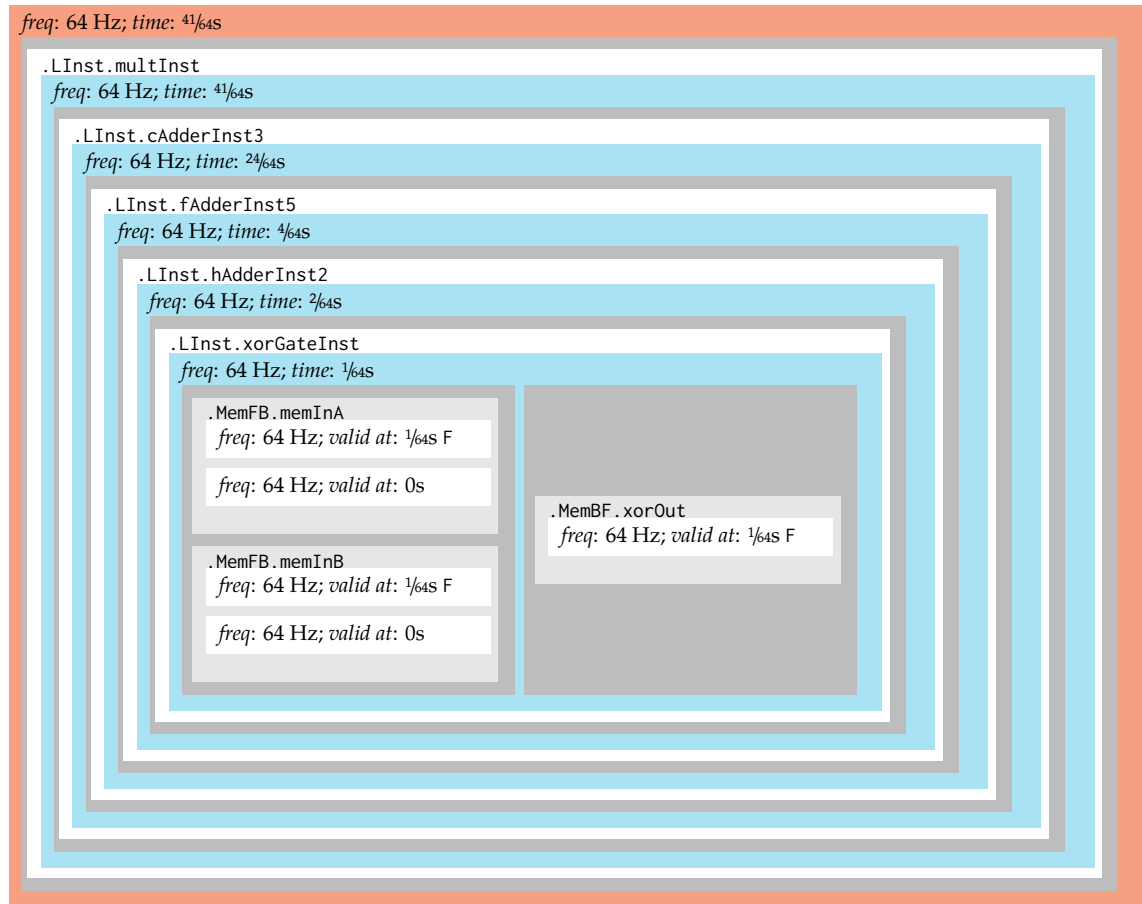 freq: 64 Hz; time: 41/64s
.LInst.multInst
freq: 64 Hz; time: 41/64s
.LInst.cAdderInst3
freq: 64 Hz; time: 24/64s
.LInst.fAdderInst5
freq: 64 Hz; time: 4/64s
.LInst.hAdderInst2
freq: 64 Hz; time: 2/64s
.LInst.xorGateInst
freq: 64 Hz; time: 1/64s
.MemFB.memInA
freq: 64 Hz; valid at: 1/64s F
freq: 64 Hz; valid at: 0s
.MemFB.memInB
freq: 64 Hz; valid at: 1/64s F
freq: 64 Hz; valid at: 0s
.MemBF.xorOut
freq: 64 Hz; valid at: 1/64s F